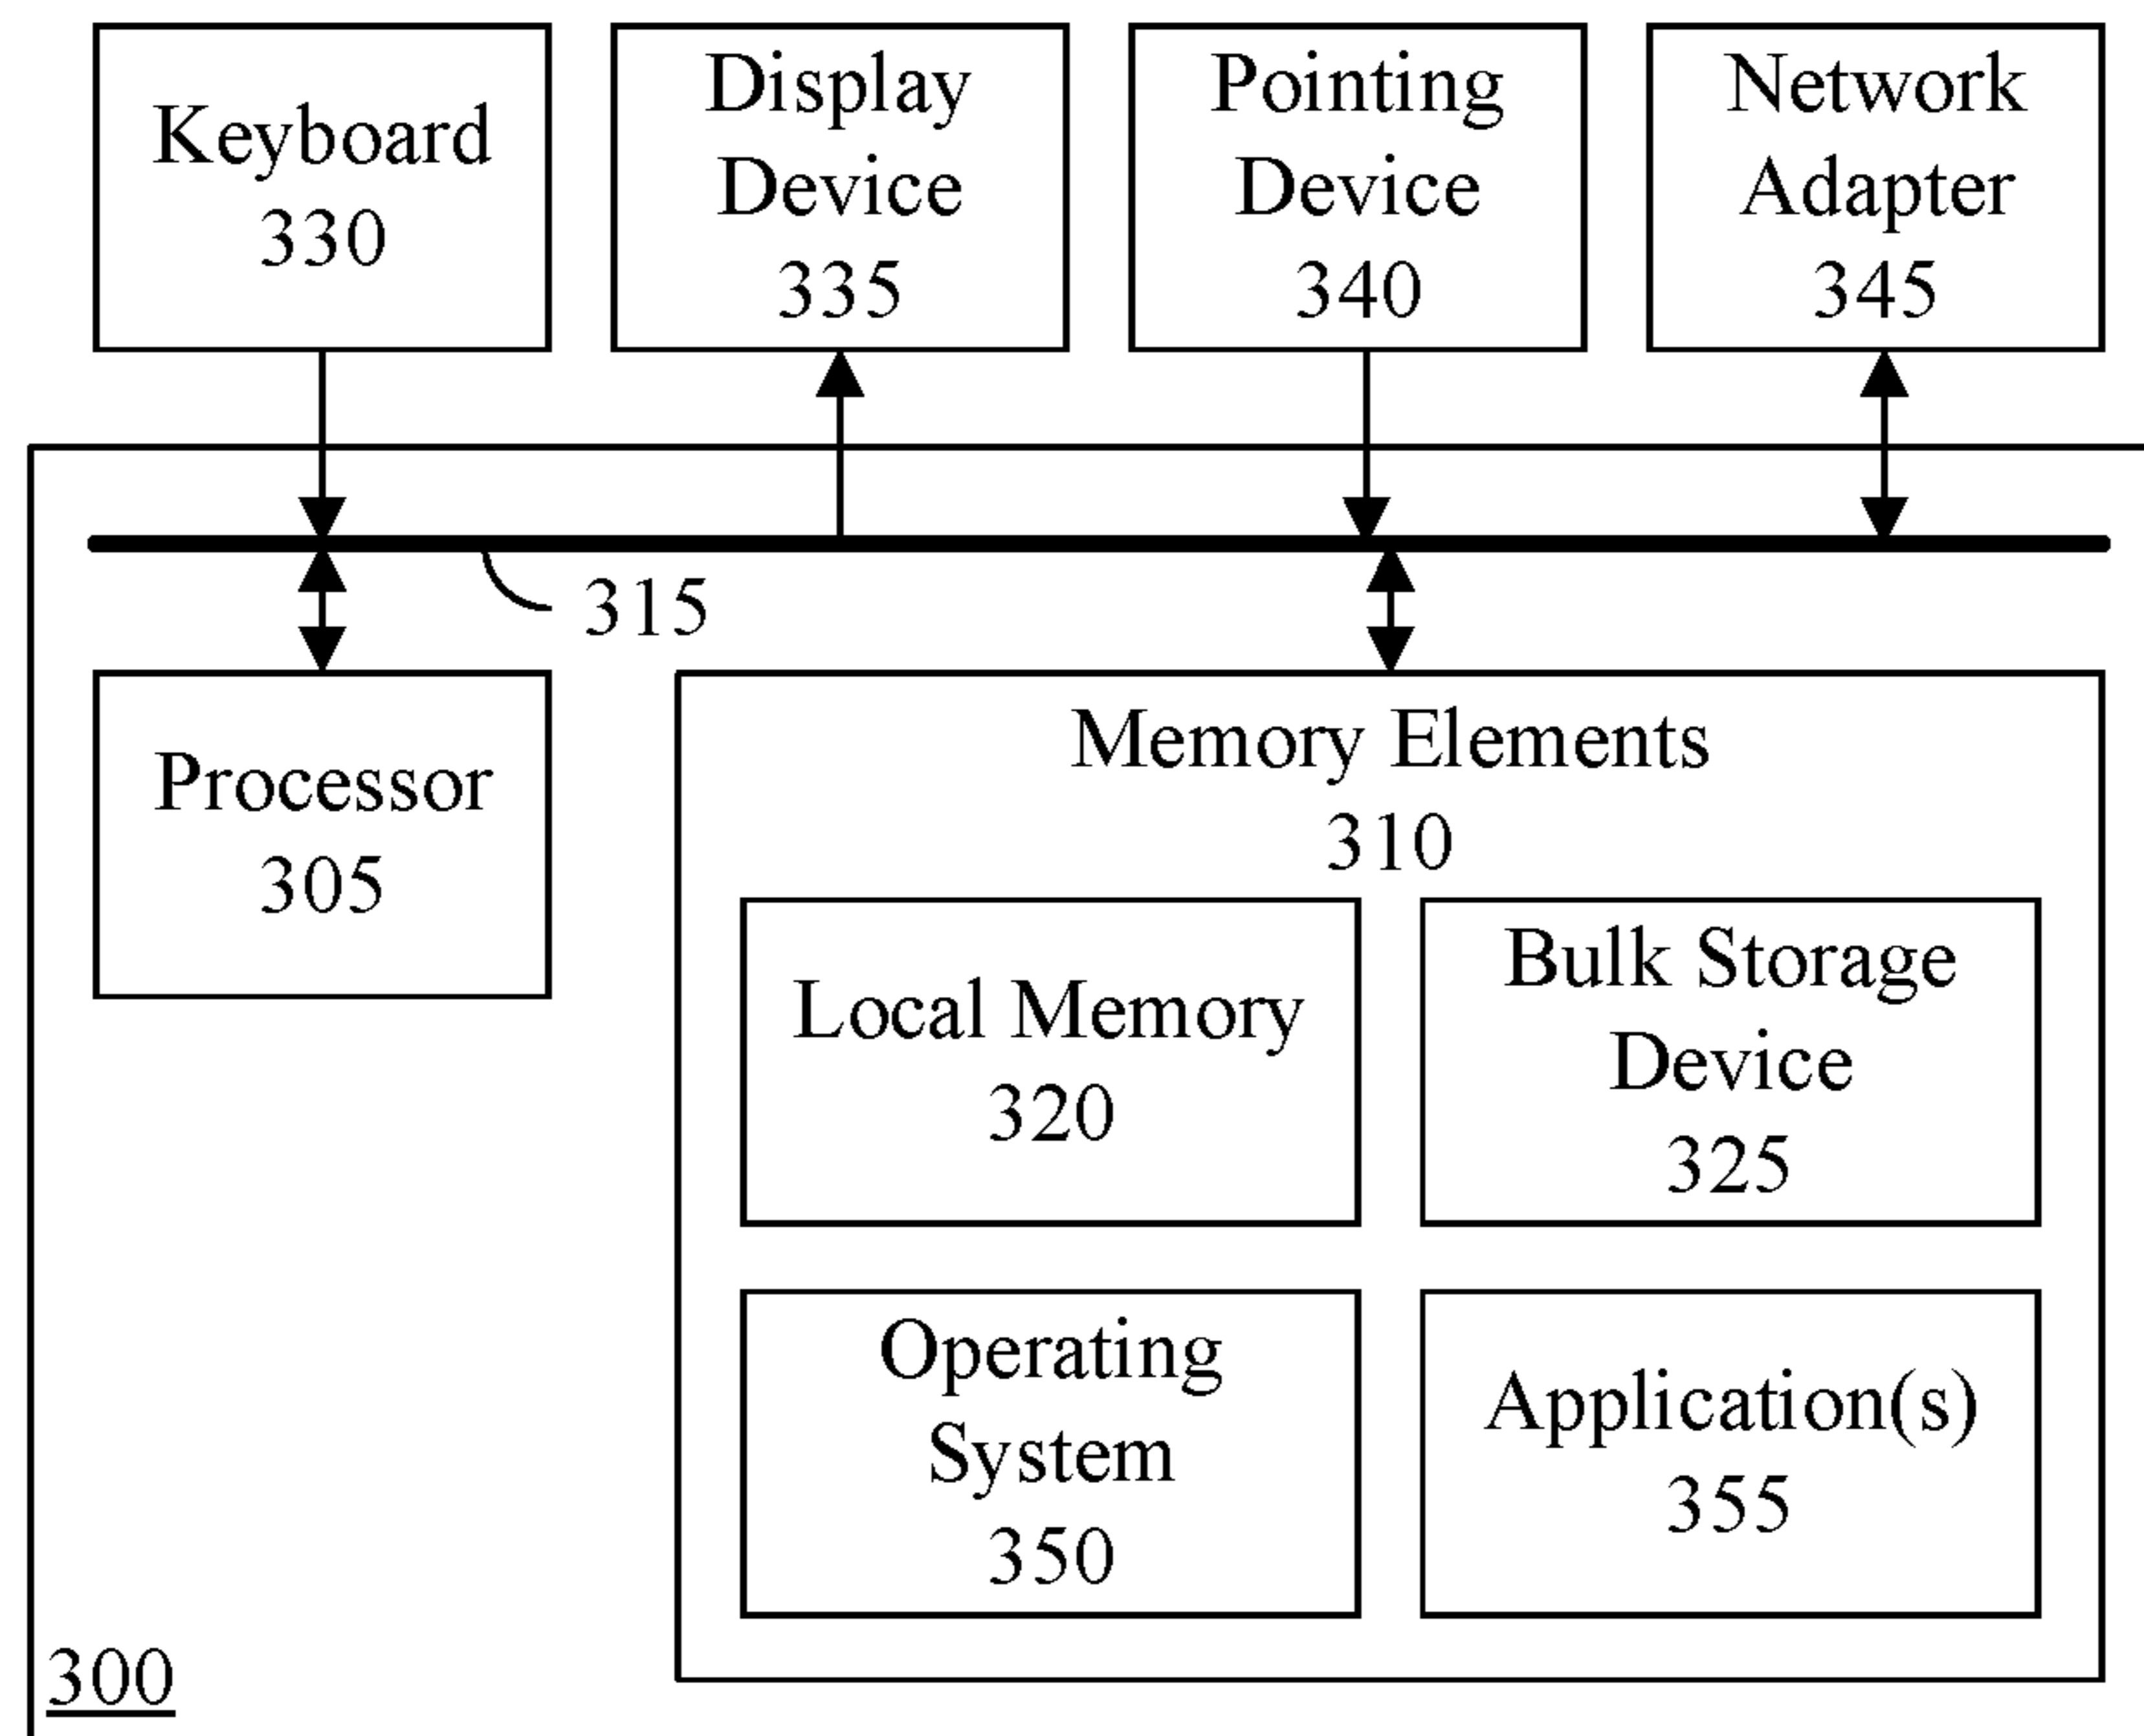 Keyboard
330
Display
Device
335
Pointing
Device
340
Network
Adapter
345
315
Processor
305
Memory Elements
310
Local Memory
320
Bulk Storage
Device
325
Operating
System
350
Application(s)
355
300